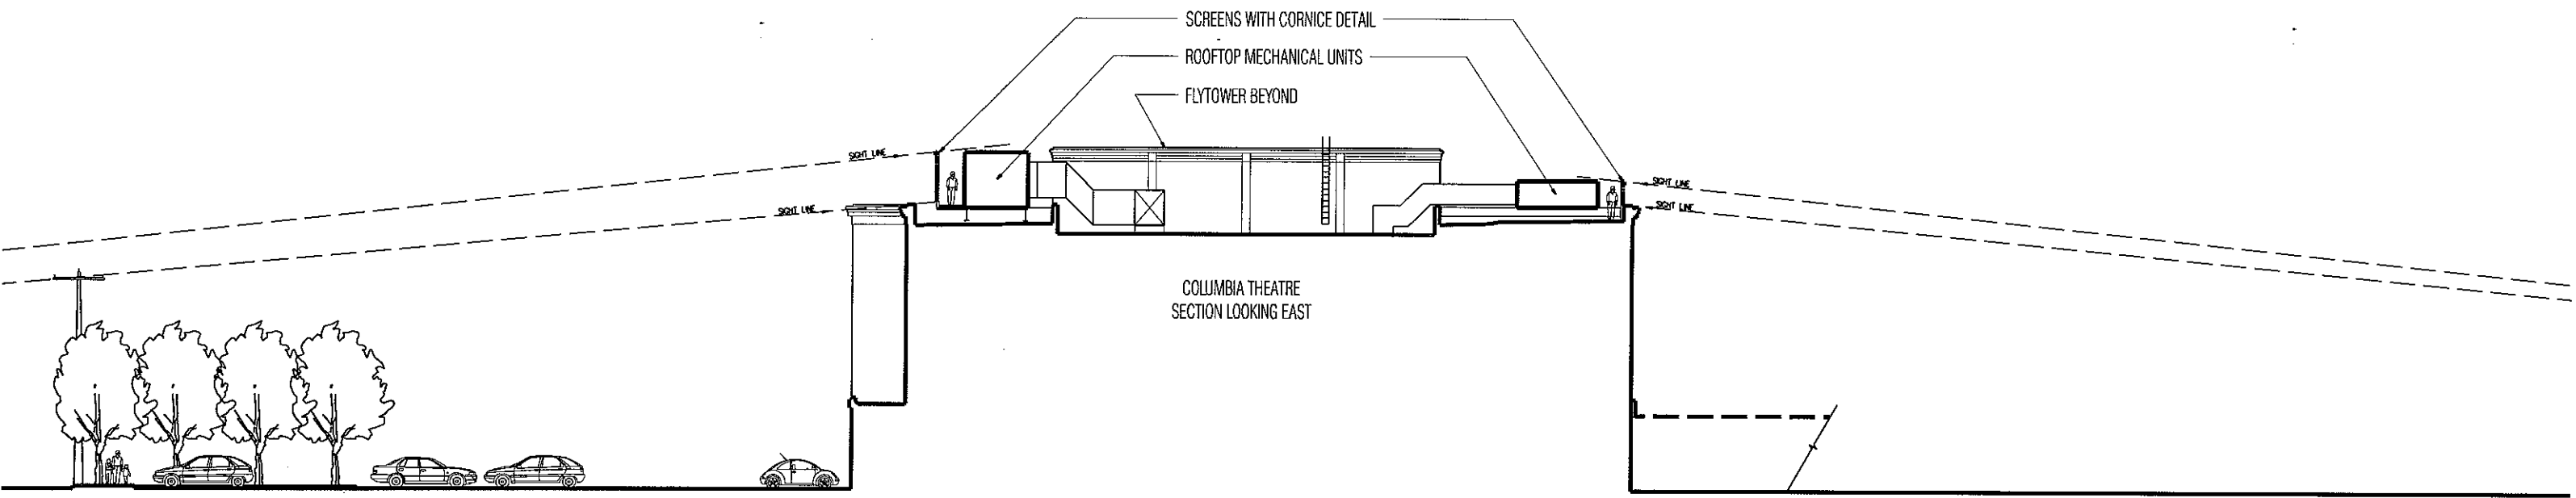 SCREENS WITH CORNICE DETAIL
ROOFTOP MECHANICAL UNITS
FLYTOWER BEYOND
SIGHT LINE
SIGHT LINE
SIGHT LINE
SIGHT LINE
COLUMBIA THEATRE
SECTION LOOKING EAST